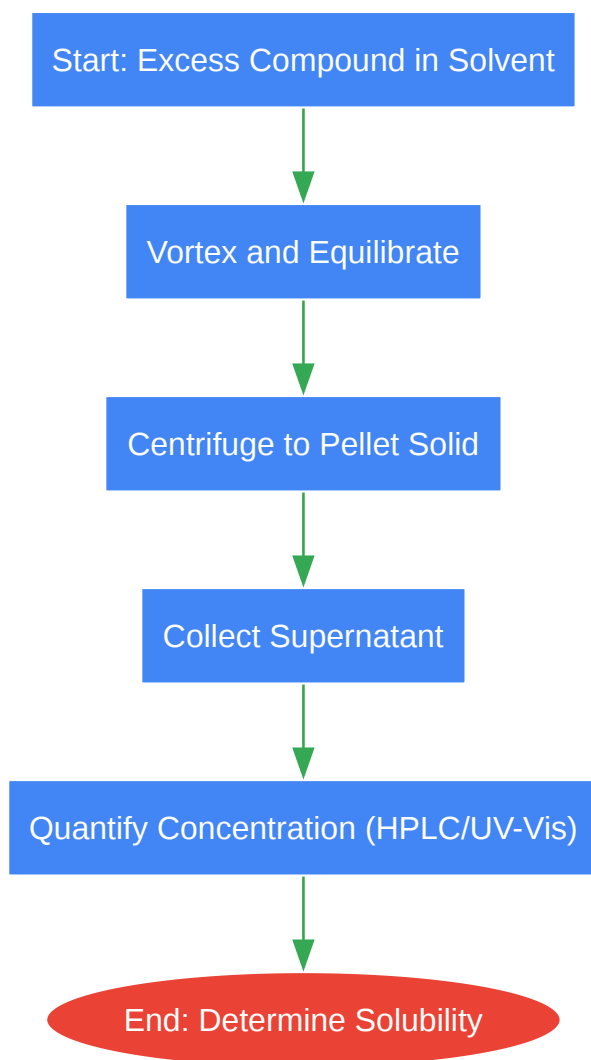 Start: Excess Compound in Solvent
Vortex and Equilibrate
Centrifuge to Pellet Solid
Collect Supernatant
Quantify Concentration (HPLC/UV-Vis)
End: Determine Solubility